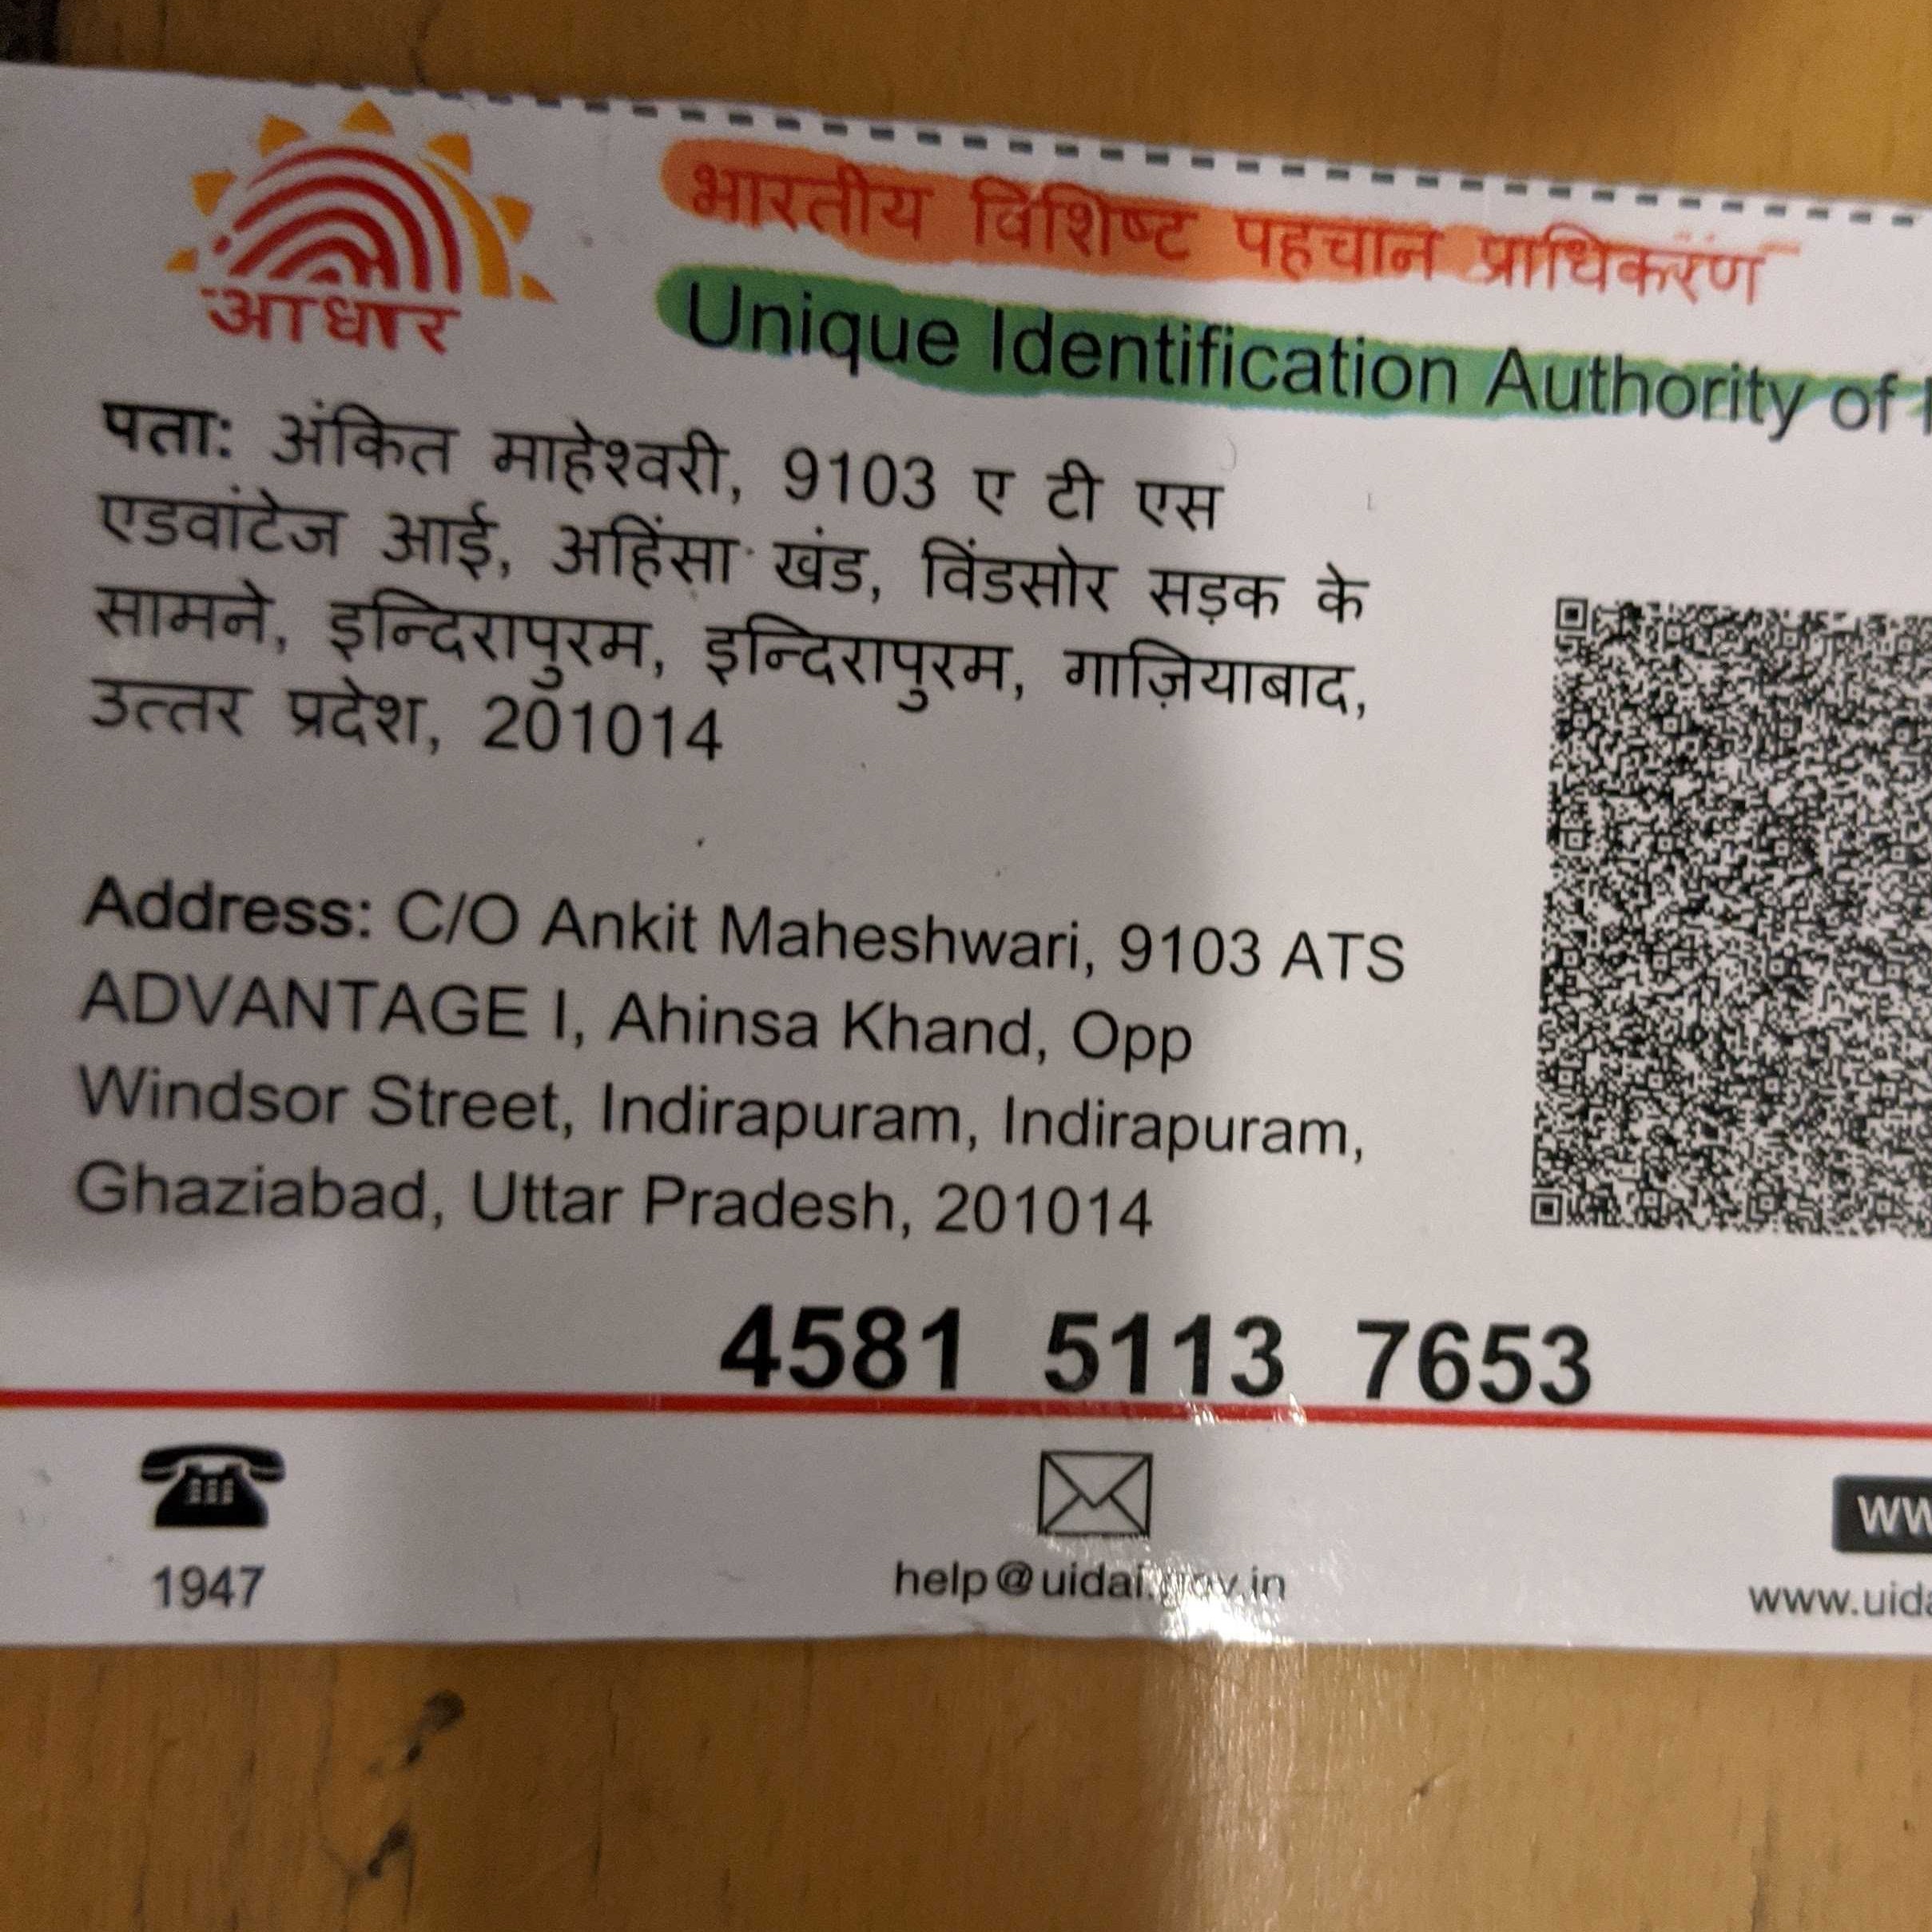 आधार
भारतीय विशिष्ट पहचान प्राधिकरण
Unique Identification Authority of
पता: अंकित माहेश्वरी, 9103 ए टी एस
एडवांटेज आई, अहिंसा खंड, विंडसोर सड़क के
सामने, इन्दिरापुरम, इन्दिरापुरम, गाज़ियाबाद,
उत्तर प्रदेश, 201014
Address: C/O Ankit Maheshwari, 9103 ATS
ADVANTAGE I, Ahinsa Khand, Opp
Windsor Street, Indirapuram, Indirapuram,
Ghaziabad, Uttar Pradesh, 201014
4581 5113 7653
1947
help@uidai.gov.in